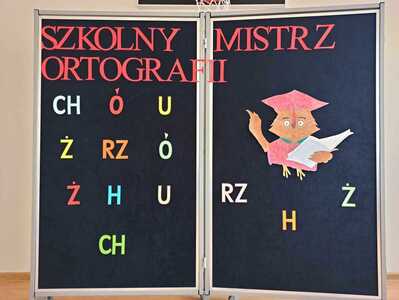 SZKOLNY MISTRZ
ORTOGRAFII
CH Ó U
Ż RZ Ó
Ż H U
CH
RZ Ż
H